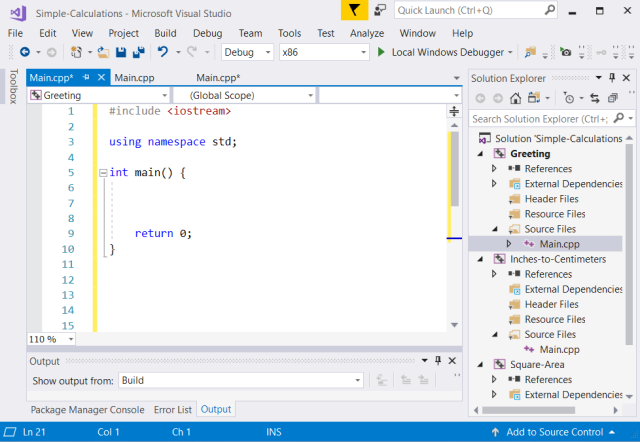 Simple-Calculations - Microsoft Visual Studio
Quick Launch (Ctrl+Q)
File Edit View Project Build Debug Team Tools Test Analyze Window Help
Debug x86 Local Windows Debugger
Toolbox
Main.cpp* Main.cpp Main.cpp*
Greeting (Global Scope)
1 #include <iostream>
2
3 using namespace std;
4
5 int main() {
6
7
8
9 return 0;
10 }
11
12
13
14
15
110 %
Output
Show output from: Build
Package Manager Console Error List Output
Solution Explorer
Search Solution Explorer (Ctrl+;
Solution 'Simple-Calculations
Greeting
References
External Dependencies
Header Files
Resource Files
Source Files
Main.cpp
Inches-to-Centimeters
References
External Dependencies
Header Files
Resource Files
Source Files
Main.cpp
Square-Area
References
External Dependencies
Ln 21 Col 1 Ch 1 INS Add to Source Control